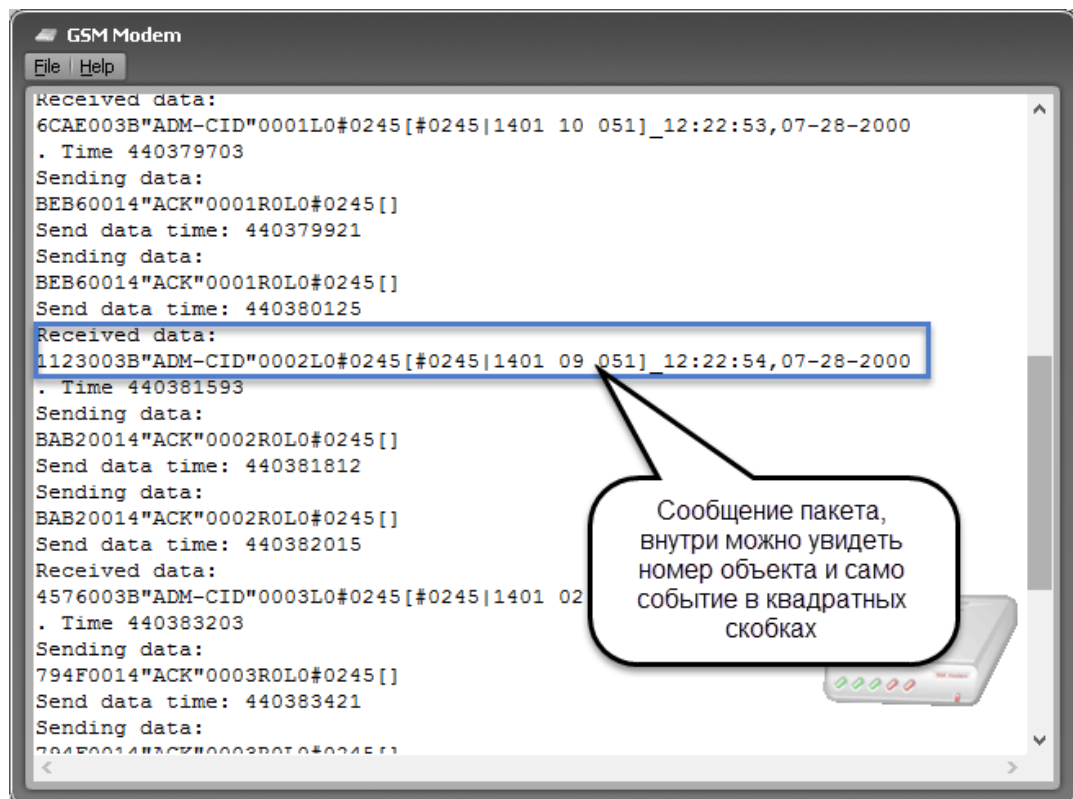 GSM Modem
File Help
Received data:
6CAE003B"ADM-CID"0001L0#0245[#0245|1401 10 051]_12:22:53,07-28-2000
. Time 440379703
Sending data:
BEB60014"ACK"0001R0L0#0245[]
Send data time: 440379921
Sending data:
BEB60014"ACK"0001R0L0#0245[]
Send data time: 440380125
Received data:
1123003B"ADM-CID"0002L0#0245[#0245|1401 09 051]_12:22:54,07-28-2000
. Time 440381593
Sending data:
BAB20014"ACK"0002R0L0#0245[]
Send data time: 440381812
Sending data:
BAB20014"ACK"0002R0L0#0245[]
Send data time: 440382015
Received data:
4576003B"ADM-CID"0003L0#0245[#0245|1401 02
. Time 440383203
Sending data:
794F0014"ACK"0003R0L0#0245[]
Send data time: 440383421
Sending data:
794F0014"ACK"0003R0L0#0245[]
Сообщение пакета,
внутри можно увидеть
номер объекта и само
событие в квадратных
скобках